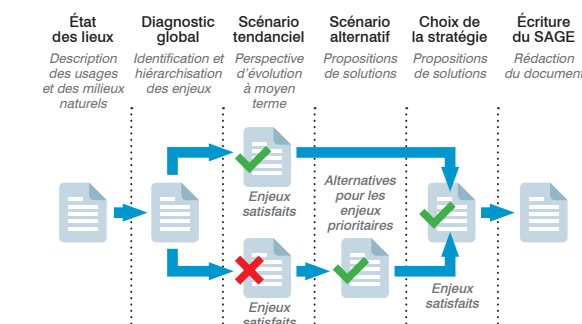 État
des lieux
Description
des usages
et des milieux
naturels
Diagnostic
global
Identification et
hiérarchisation
des enjeux
Scénario
tendanciel
Perspective
d'évolution
à moyen
terme
Scénario
alternatif
Propositions
de solutions
Choix de
la stratégie
Propositions
de solutions
Écriture
du SAGE
Rédaction
du document
Enjeux
satisfaits
Alternatives
pour les
enjeux
prioritaires
Enjeux
satisfaits
Enjeux
satisfaits